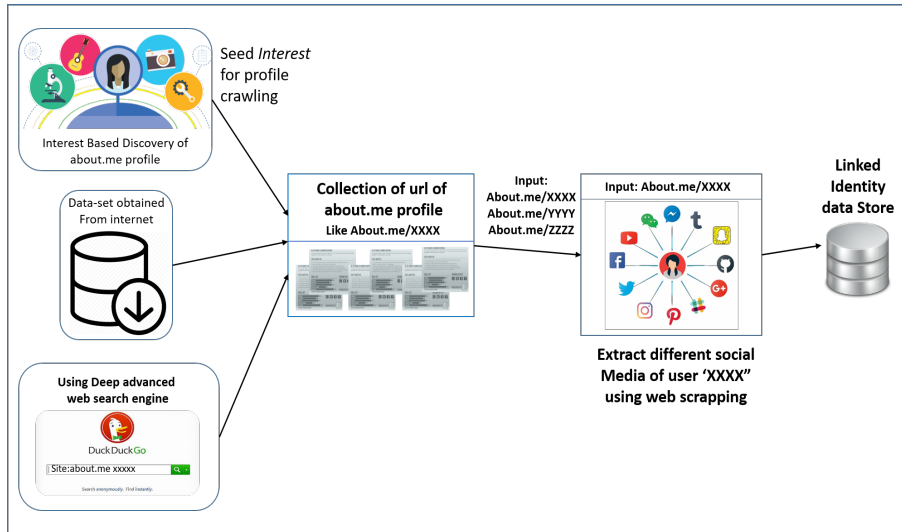 Seed Interest
for profile
crawling
Interest Based Discovery of
about.me profile
Data-set obtained
From internet
Using Deep advanced
web search engine
DuckDuckGo
Site:about.me xxxxx
Search anonymously. Find instantly.
Collection of url of
about.me profile
Like About.me/XXXX
Input:
About.me/XXXX
About.me/YYYY
About.me/ZZZZ
Input: About.me/XXXX
Extract different social
Media of user ‘XXXX”
using web scrapping
Linked
Identity
data Store